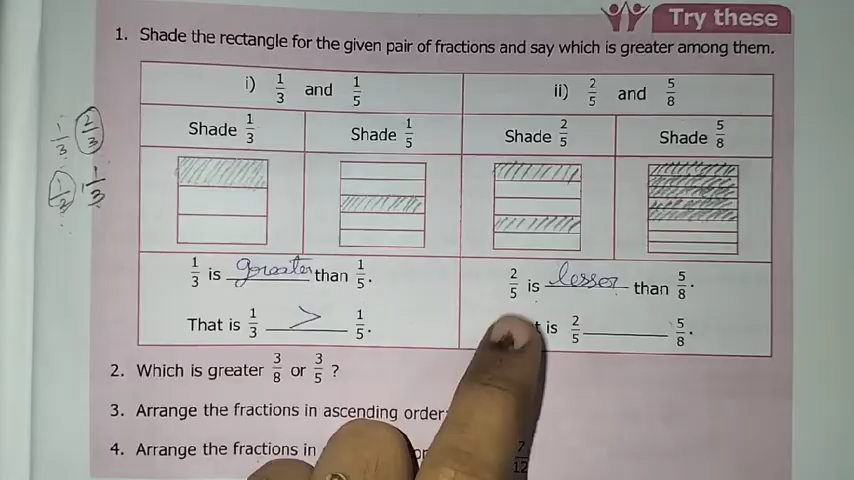 Try these
1. Shade the rectangle for the given pair of fractions and say which is greater among them.
i) 1/3 and 1/5
ii) 2/5 and 5/8
Shade 1/3
Shade 1/5
Shade 2/5
Shade 5/8
1/3 2/3
1/2 , 1/3
1/3 is greater than 1/5.
2/5 is lesser than 5/8.
That is 1/3 > 1/5.
is 2/5 ______ 5/8.
2. Which is greater 3/8 or 3/5 ?
3. Arrange the fractions in ascending order
4. Arrange the fractions in
7/12